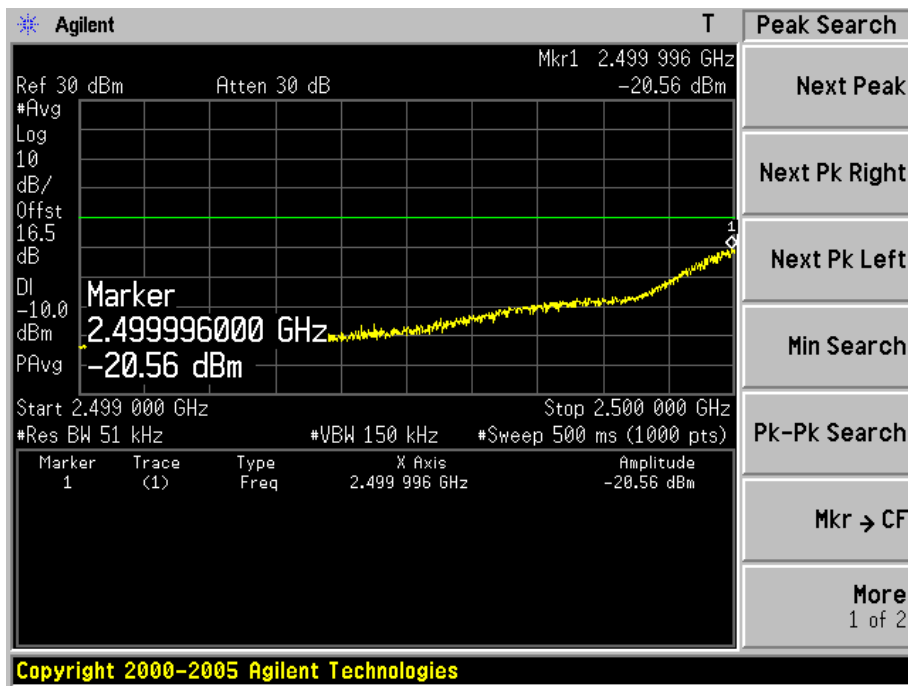 Agilent
T
Peak Search
Mkr1 2.499 996 GHz
Ref 30 dBm Atten 30 dB -20.56 dBm
#Avg
Log
10
dB/
Offst
16.5
dB
DI
-10.0
dBm
PAvg
1
Marker
2.499996000 GHz
-20.56 dBm
Start 2.499 000 GHz Stop 2.500 000 GHz
#Res BW 51 kHz #VBW 150 kHz #Sweep 500 ms (1000 pts)
Marker Trace Type X Axis Amplitude
1 (1) Freq 2.499 996 GHz -20.56 dBm
Next Peak
Next Pk Right
Next Pk Left
Min Search
Pk-Pk Search
Mkr → CF
More
1 of 2
Copyright 2000-2005 Agilent Technologies